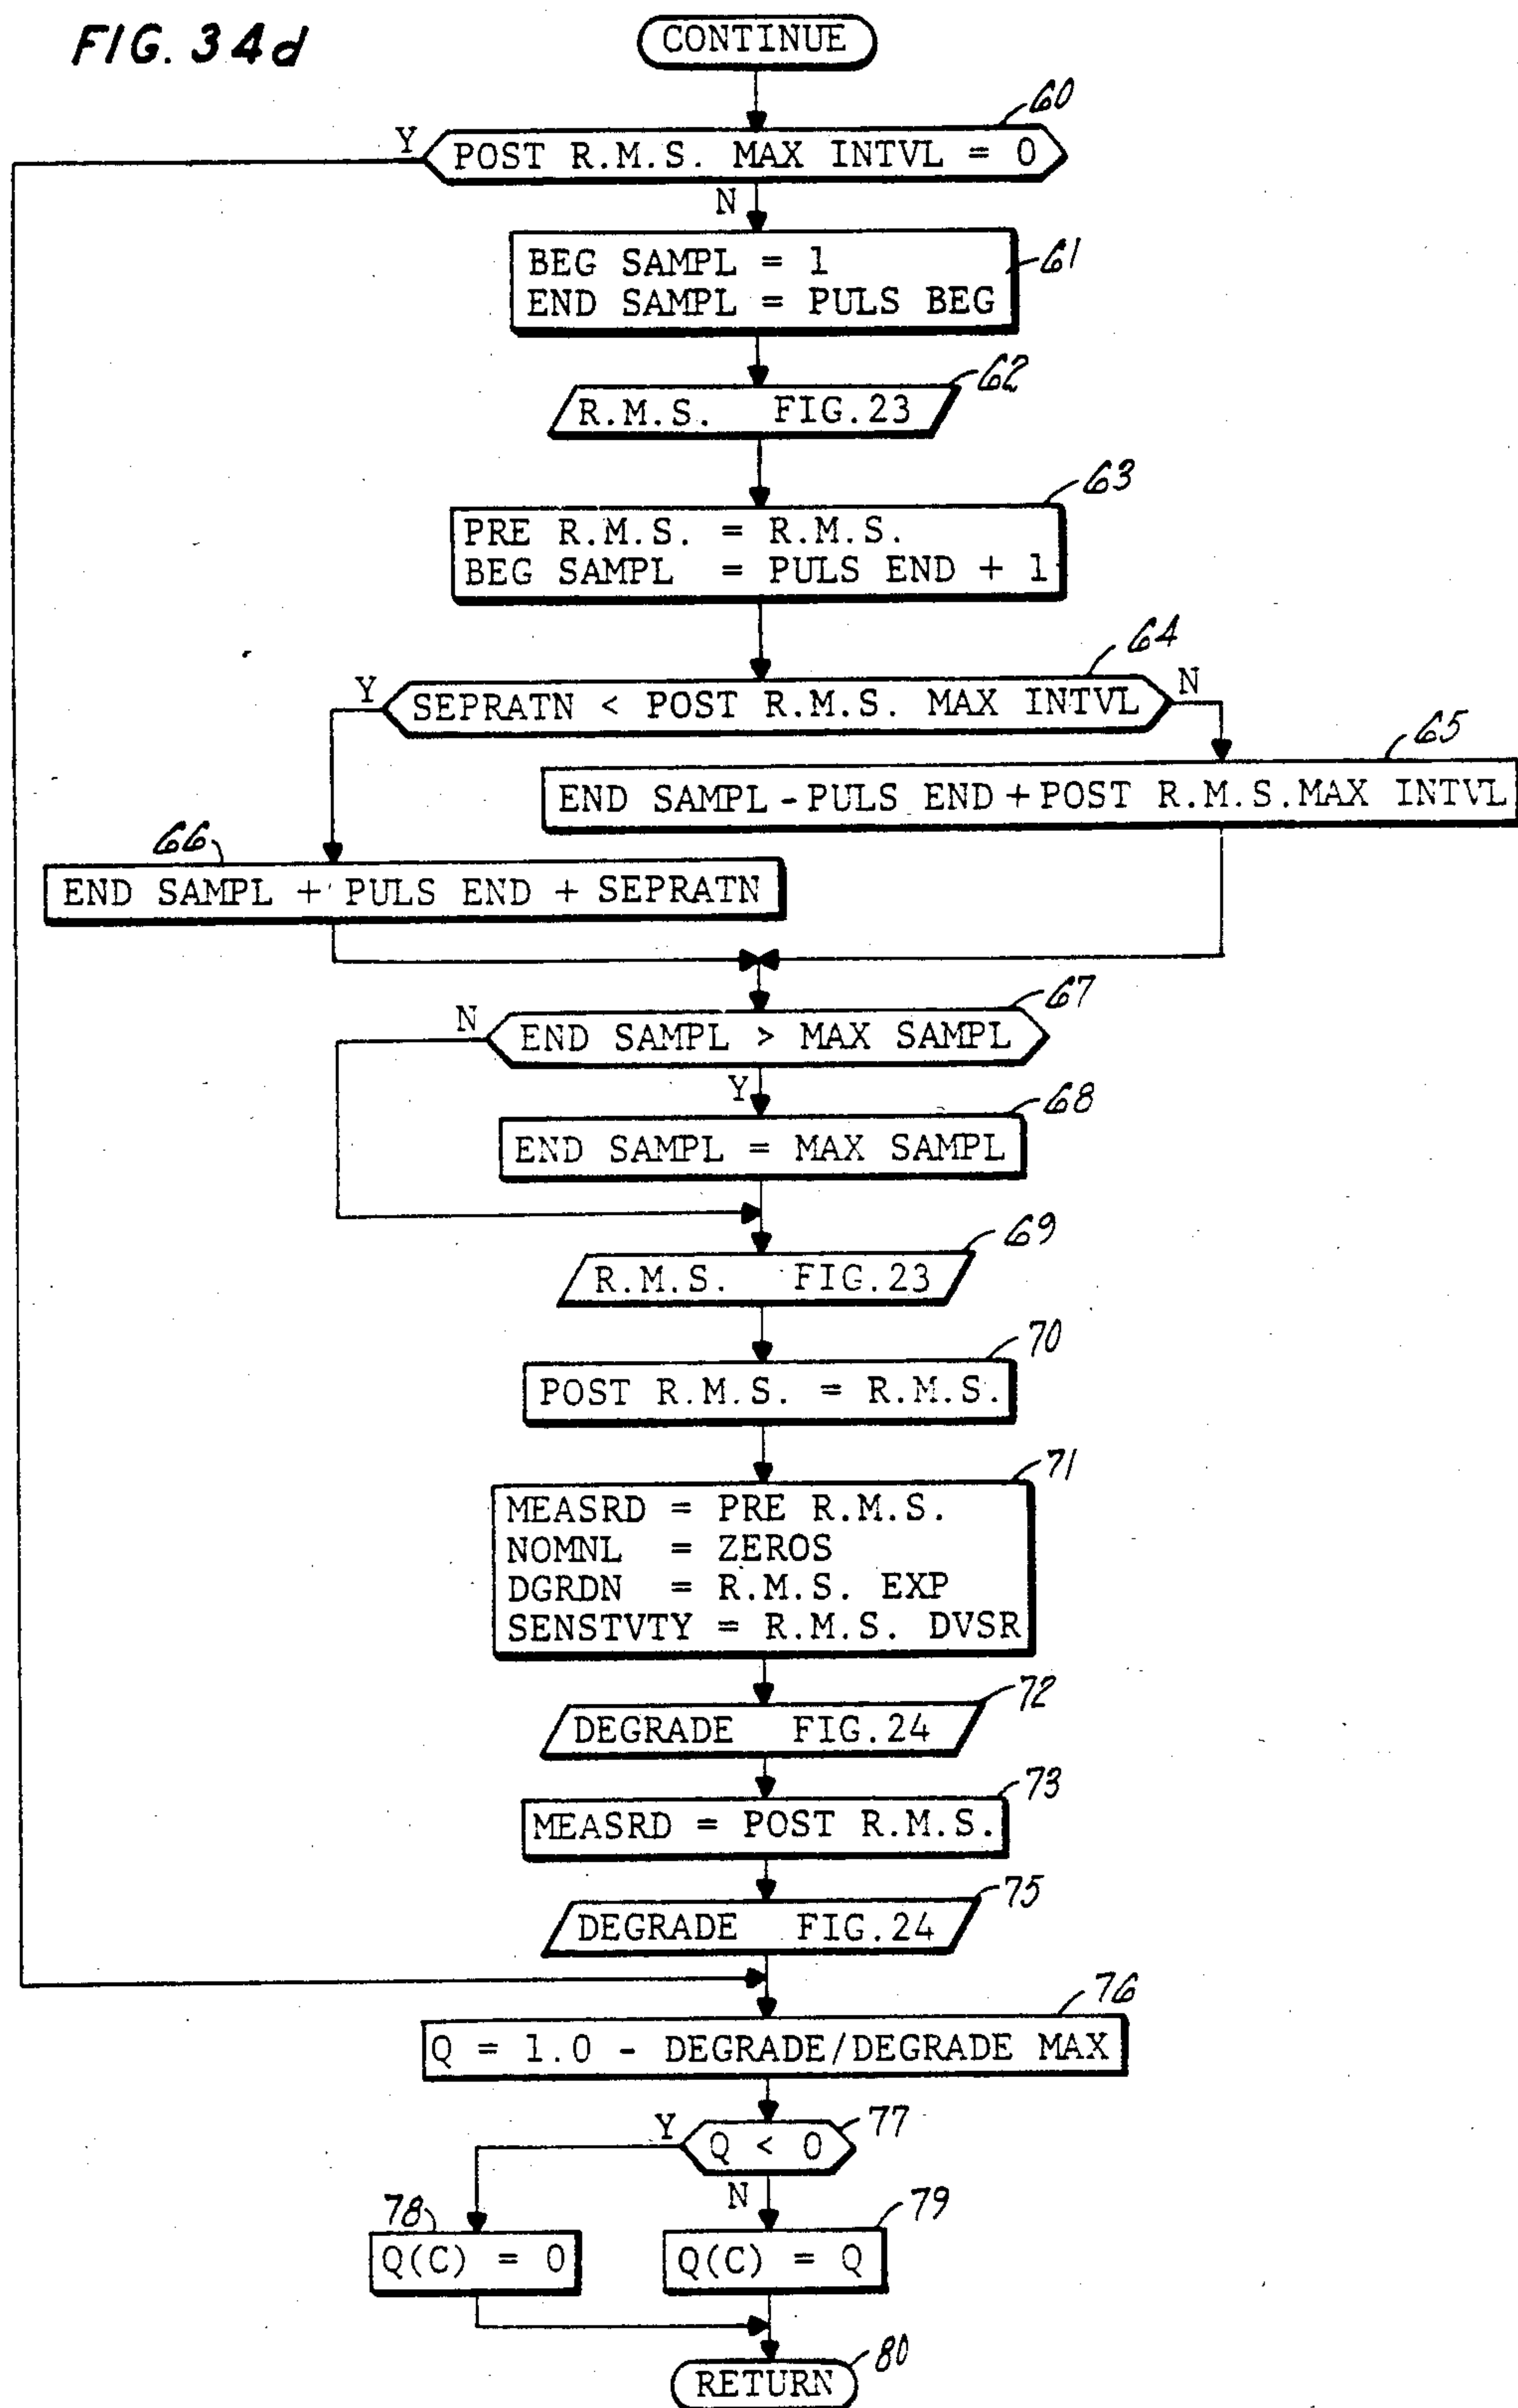 FIG. 34d
CONTINUE
60
Y
POST R.M.S. MAX INTVL = 0
N
BEG SAMPL = 1
END SAMPL = PULS BEG
61
62
R.M.S. FIG.23
63
PRE R.M.S. = R.M.S.
BEG SAMPL = PULS END + 1
64
Y
SEPRATN < POST R.M.S. MAX INTVL
N
65
END SAMPL - PULS END + POST R.M.S. MAX INTVL
66
END SAMPL + PULS END + SEPRATN
67
N
END SAMPL > MAX SAMPL
Y
68
END SAMPL = MAX SAMPL
69
R.M.S. FIG.23
70
POST R.M.S. = R.M.S.
71
MEASRD = PRE R.M.S.
NOMNL = ZEROS
DGRDN = R.M.S. EXP
SENSTVTY = R.M.S. DVSR
72
DEGRADE FIG.24
73
MEASRD = POST R.M.S.
75
DEGRADE FIG.24
76
Q = 1.0 - DEGRADE/DEGRADE MAX
77
Y
Q < 0
N
78
Q(C) = 0
79
Q(C) = Q
80
RETURN